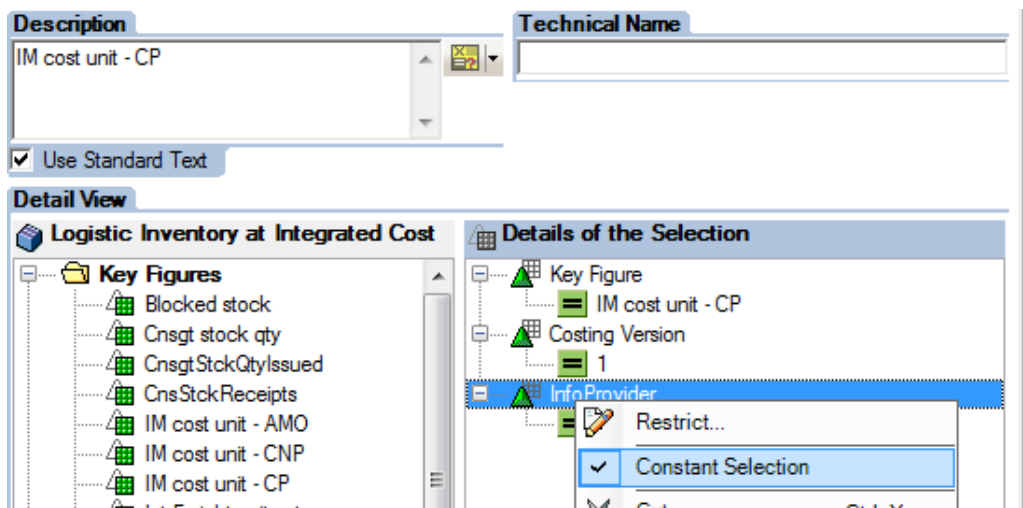 Description
Technical Name
IM cost unit - CP
Use Standard Text
Detail View
Logistic Inventory at Integrated Cost
Details of the Selection
Key Figures
Blocked stock
Cnsgt stock qty
CnsgtStckQtyIssued
CnsStckReceipts
IM cost unit - AMO
IM cost unit - CNP
IM cost unit - CP
Key Figure
IM cost unit - CP
Costing Version
1
InfoProvider
Restrict...
Constant Selection